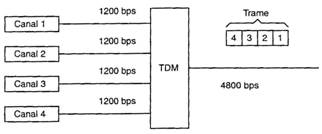 1200 bps
Trame
Canal 1
4 3 2 1
1200 bps
Canal 2
1200 bps
TDM
Canal 3
4800 bps
1200 bps
Canal 4